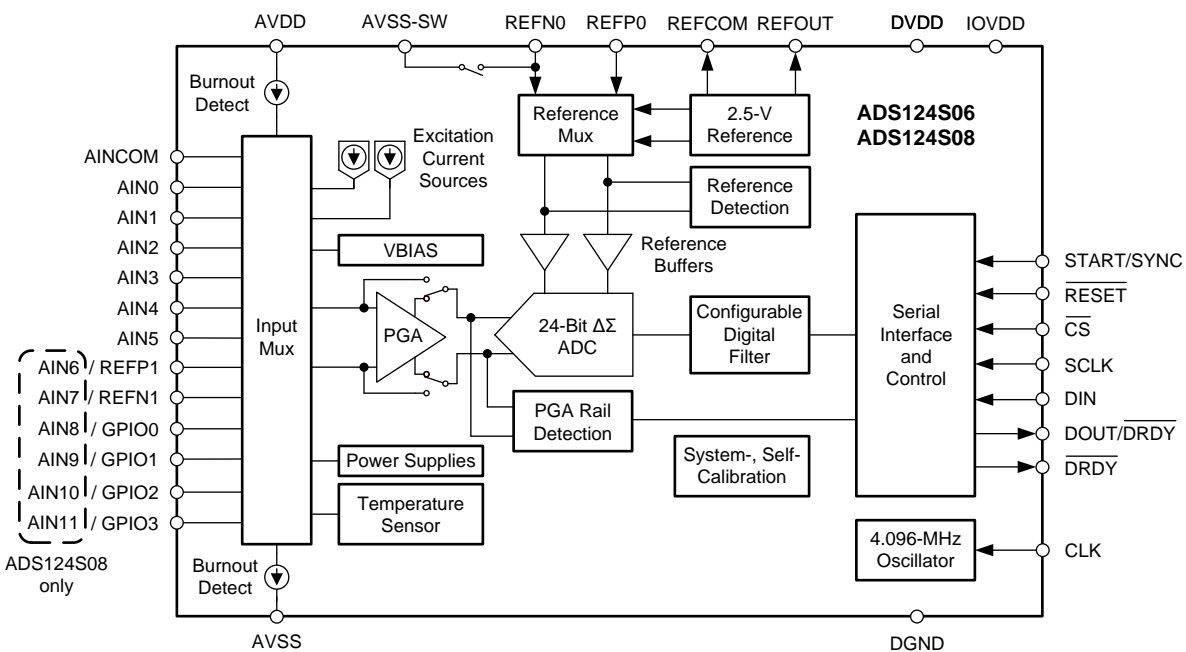 AVDD
AVSS-SW
REFN0
REFP0
REFCOM
REFOUT
DVDD
IOVDD
Burnout
Detect
Reference
Mux
2.5-V
Reference
ADS124S06
ADS124S08
Excitation
Current
Sources
AINCOM
AIN0
AIN1
AIN2
AIN3
AIN4
AIN5
AIN6 / REFP1
AIN7 / REFN1
AIN8 / GPIO0
AIN9 / GPIO1
AIN10 / GPIO2
AIN11 / GPIO3
ADS124S08
only
Input
Mux
VBIAS
PGA
Reference
Detection
Reference
Buffers
24-Bit ΔΣ
ADC
Configurable
Digital
Filter
Serial
Interface
and
Control
START/SYNC
RESET
CS
SCLK
DIN
DOUT/DRDY
DRDY
PGA Rail
Detection
Power Supplies
Temperature
Sensor
System-, Self-
Calibration
4.096-MHz
Oscillator
CLK
Burnout
Detect
AVSS
DGND